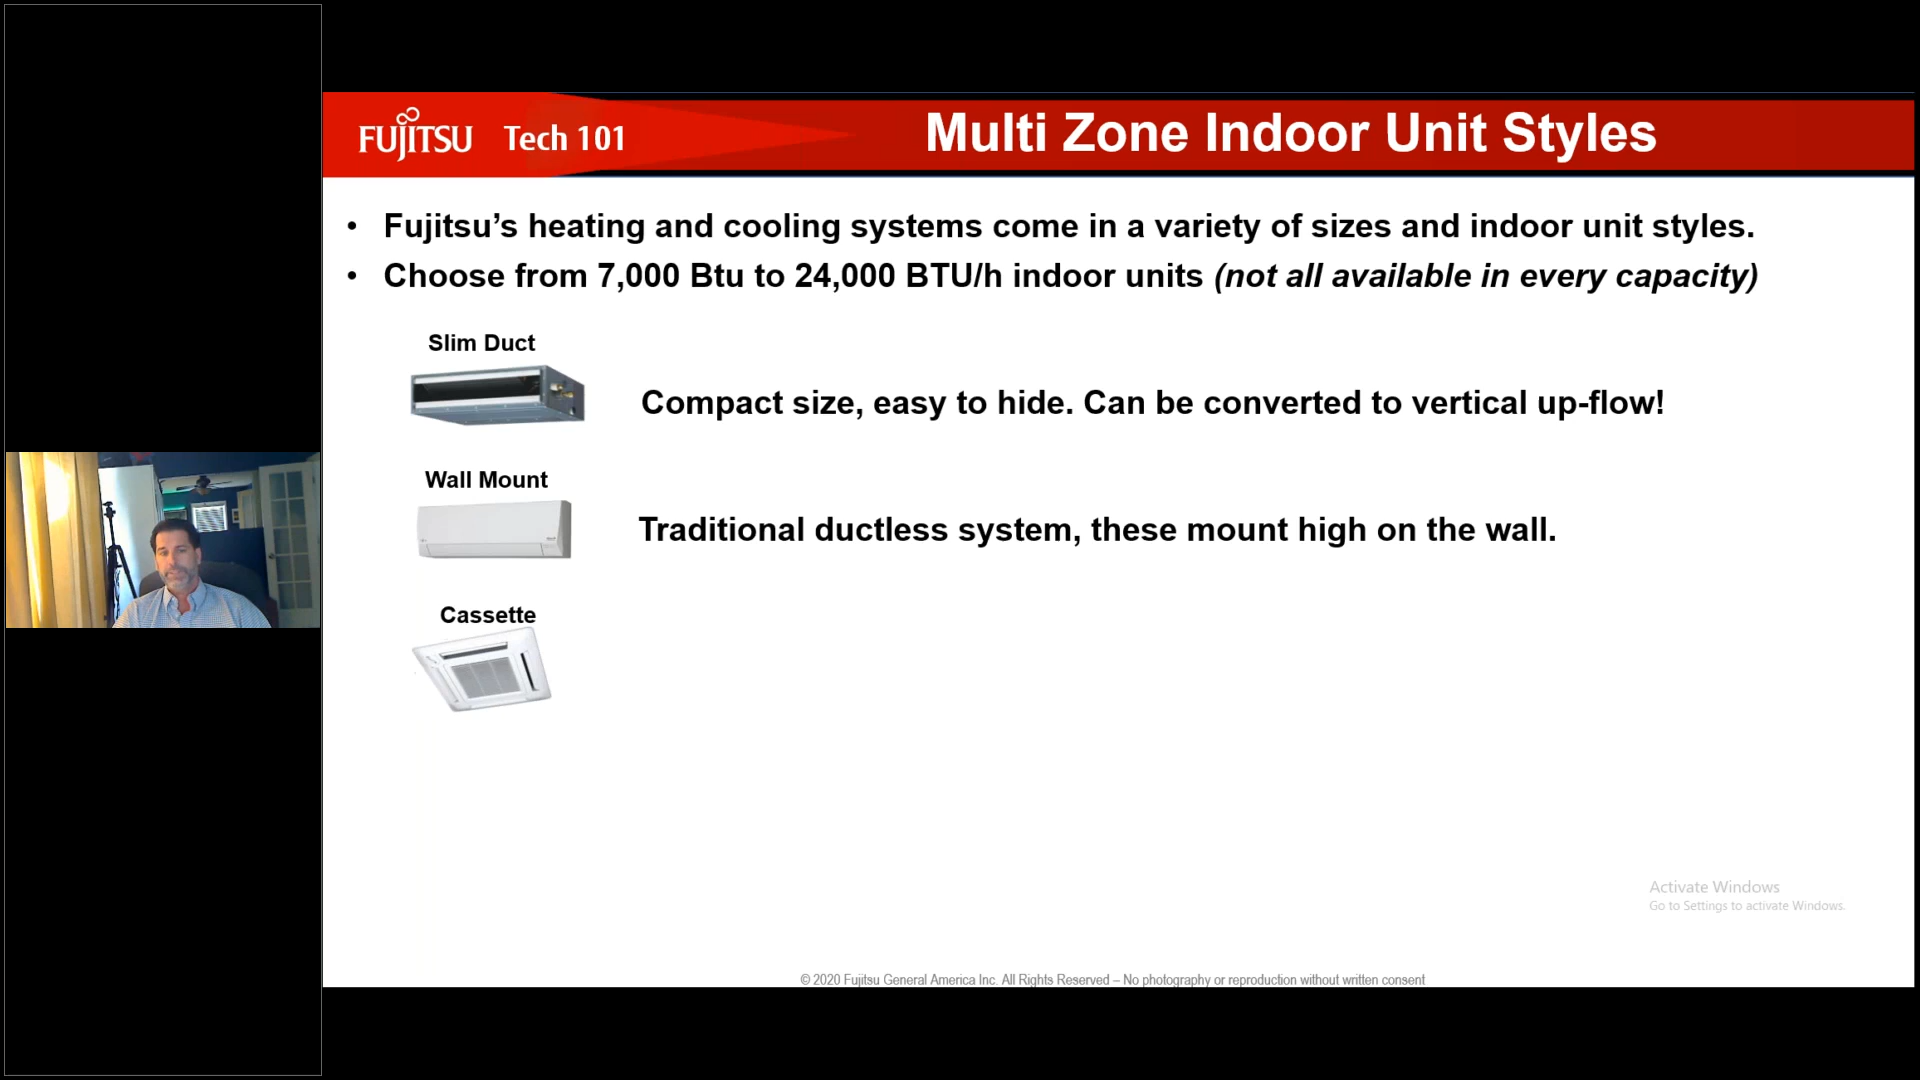 FUJITSU Tech 101
Multi Zone Indoor Unit Styles
• Fujitsu’s heating and cooling systems come in a variety of sizes and indoor unit styles.
• Choose from 7,000 Btu to 24,000 BTU/h indoor units (not all available in every capacity)
Slim Duct
Compact size, easy to hide. Can be converted to vertical up-flow!
Wall Mount
Traditional ductless system, these mount high on the wall.
Cassette
Activate Windows
Go to Settings to activate Windows.
© 2020 Fujitsu General America Inc. All Rights Reserved – No photography or reproduction without written consent